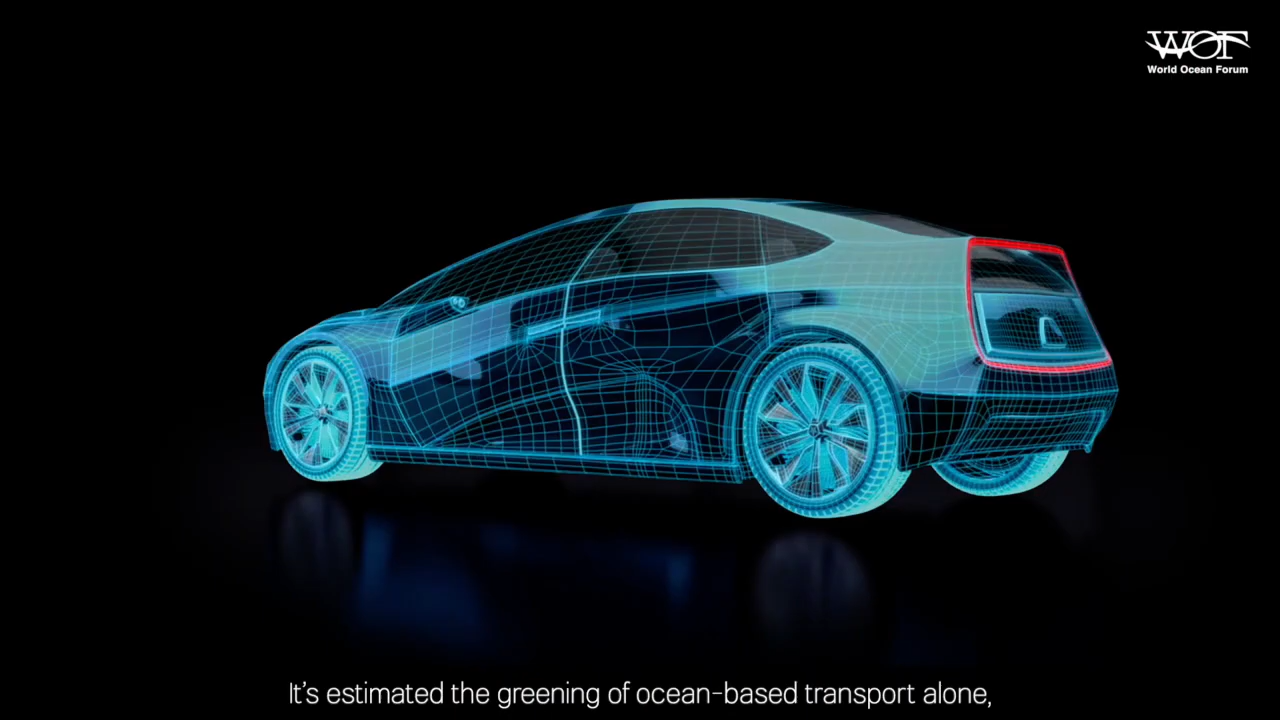 WOF
World Ocean Forum
It's estimated the greening of ocean-based transport alone,